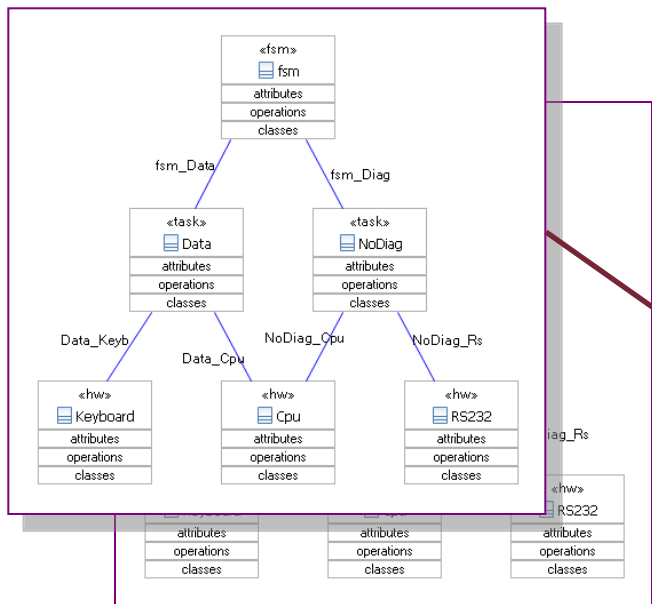 «fsm»
fsm
attributes
operations
classes
fsm_Data
fsm_Diag
«task»
Data
attributes
operations
classes
«task»
NoDiag
attributes
operations
classes
Data_Keyb
Data_Cpu
NoDiag_Cpu
NoDiag_Rs
«hw»
Keyboard
attributes
operations
classes
«hw»
Cpu
attributes
operations
classes
«hw»
RS232
attributes
operations
classes
iag_Rs
attributes
operations
classes
attributes
operations
classes
«hw»
RS232
attributes
operations
classes